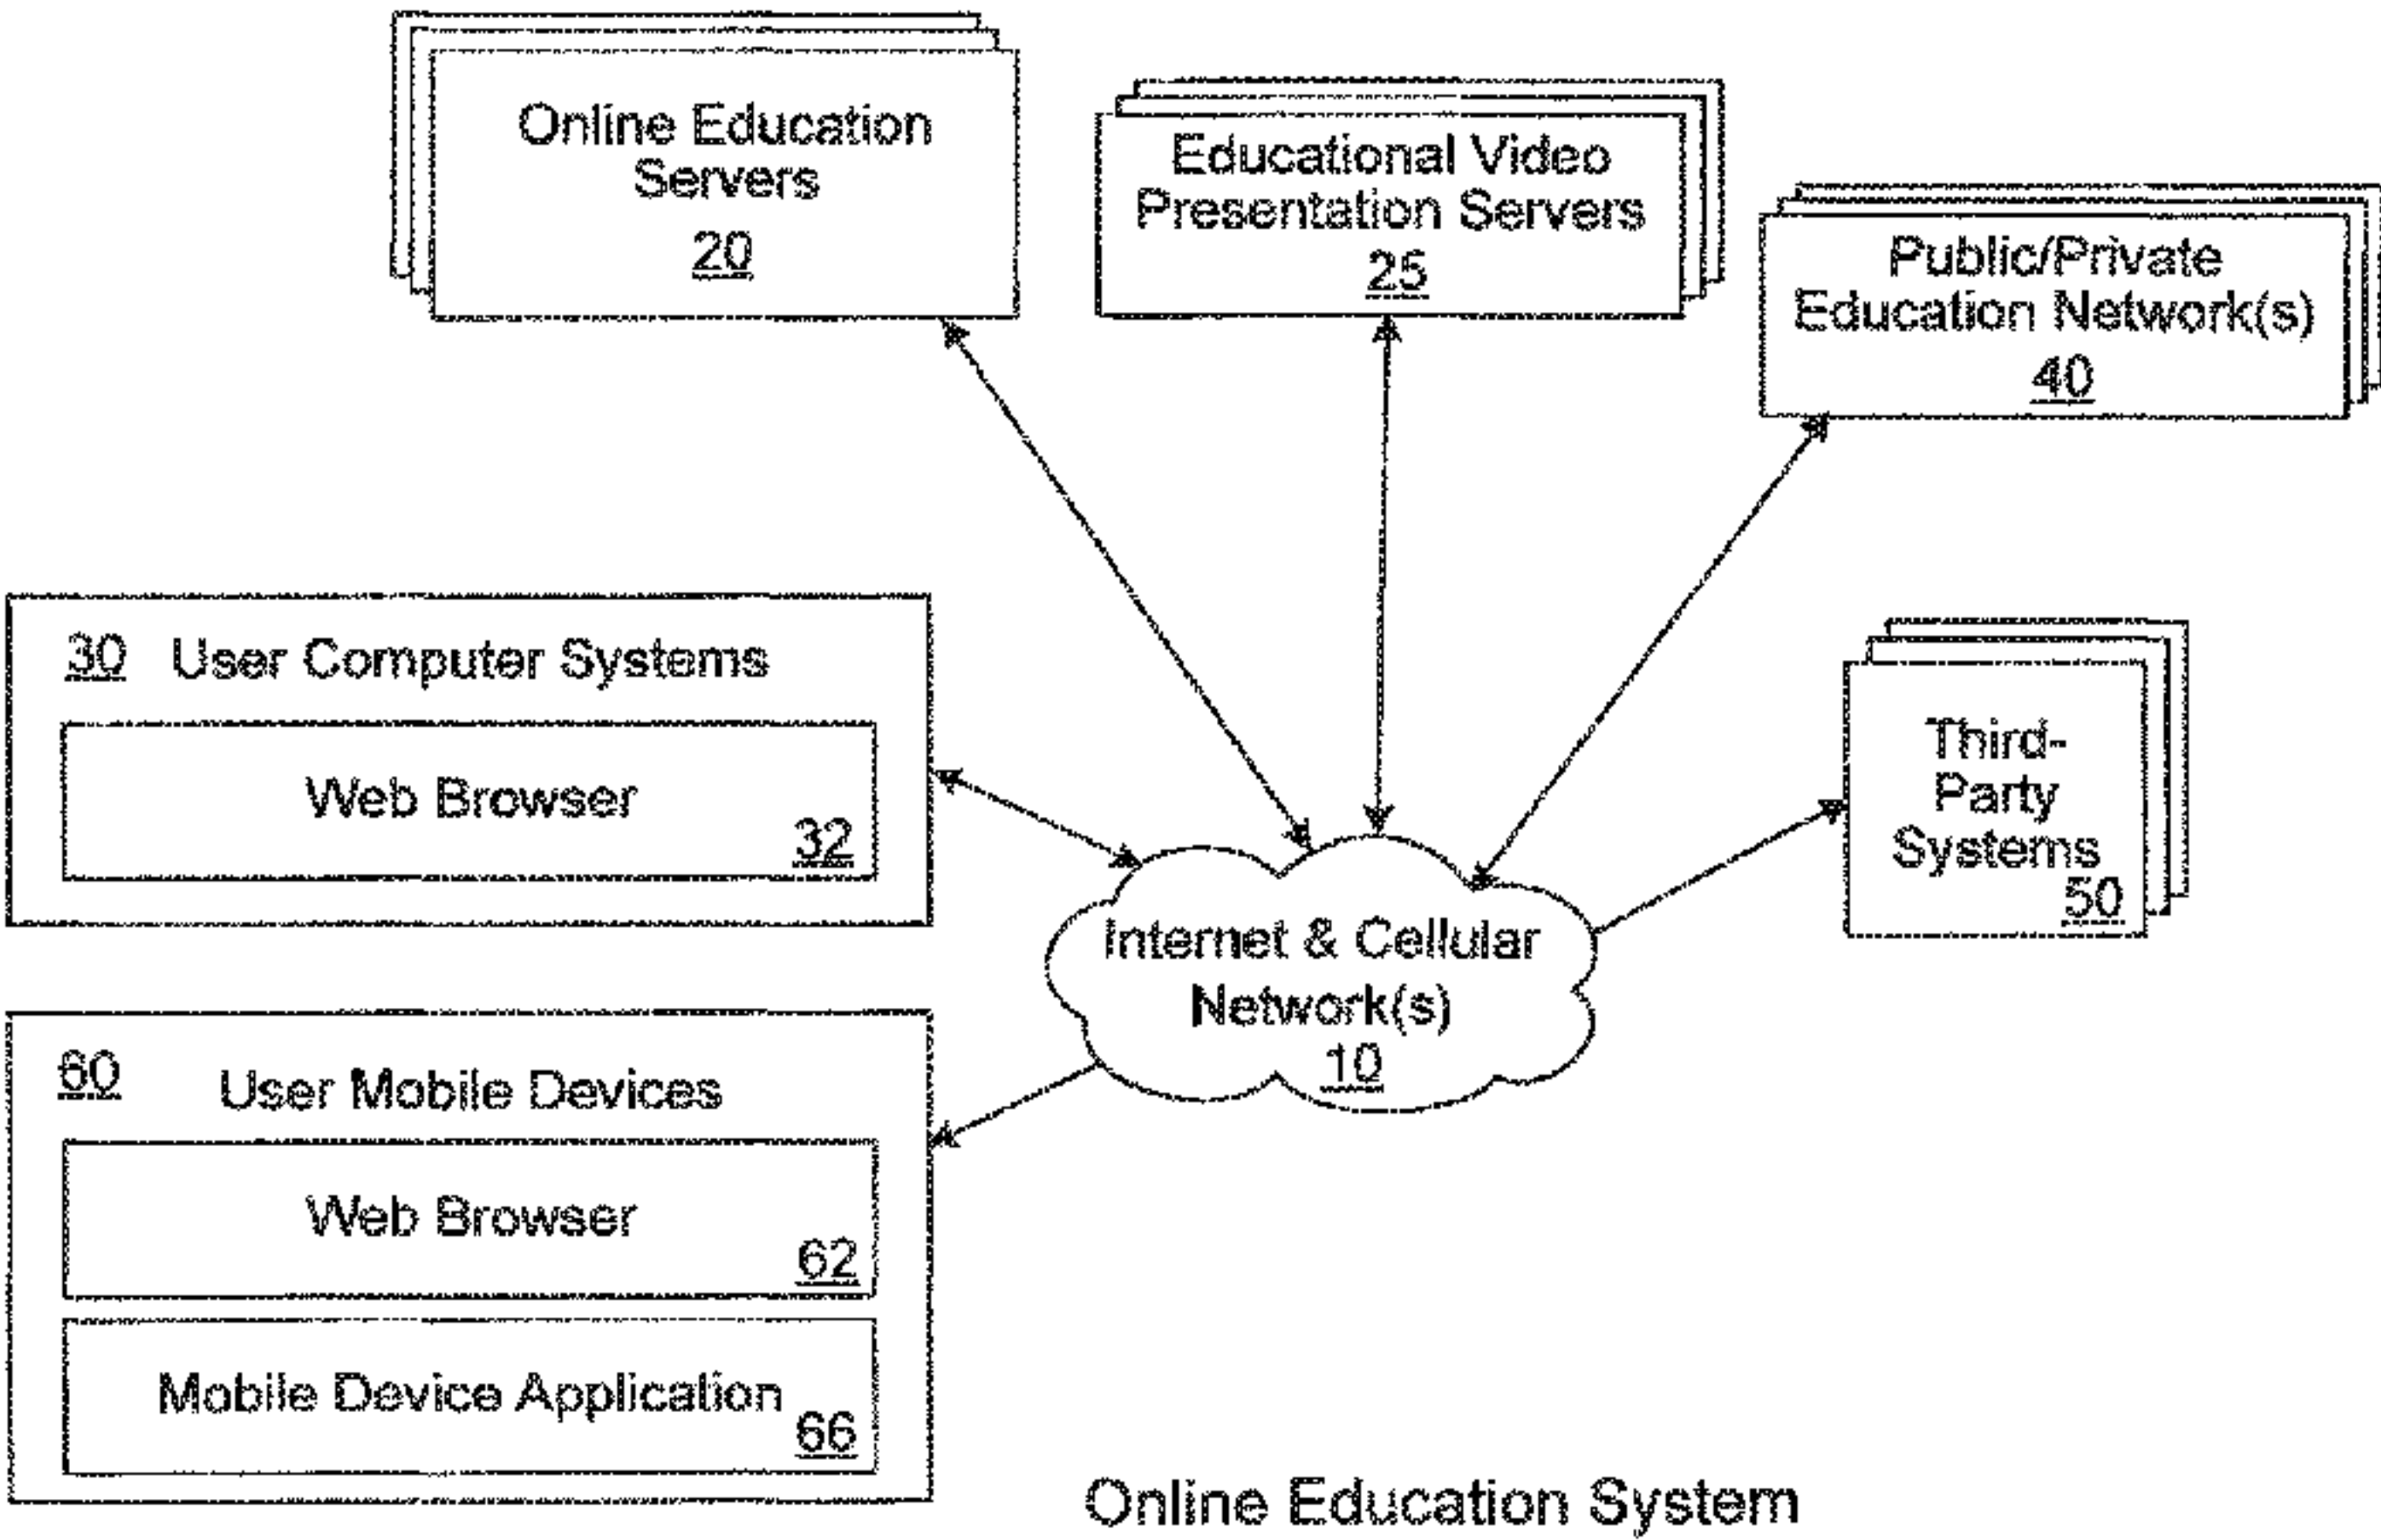 Online Education
Servers
20
Educational Video
Presentation Servers
25
Public/Private
Education Network(s)
40
30 User Computer Systems
Web Browser
32
Third-
Party
Systems
50
Internet & Cellular
Network(s)
10
60 User Mobile Devices
Web Browser
62
Mobile Device Application
66
Online Education System